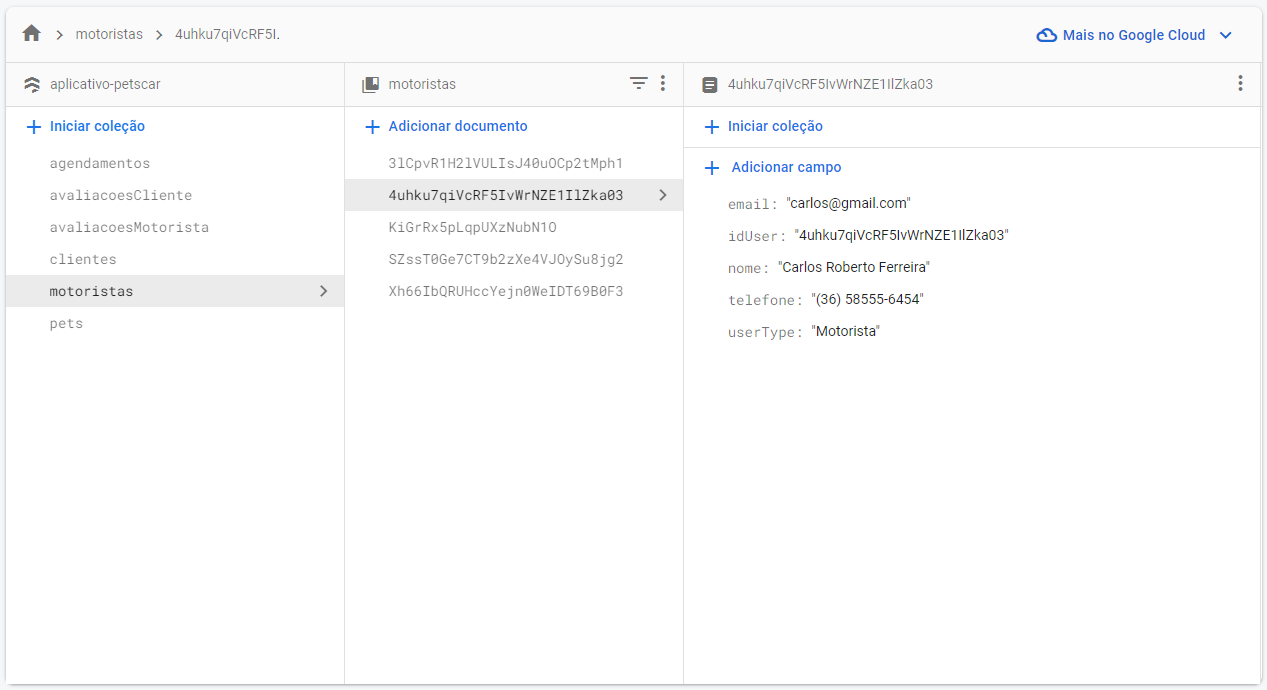 motoristas
4uhku7qiVcRF5I.
Mais no Google Cloud
aplicativo-petscar
Iniciar coleção
agendamentos
avaliacoesCliente
avaliacoesMotorista
clientes
motoristas
pets
motoristas
Adicionar documento
3lCpvR1H2lVULIsJ40uOCp2tMph1
4uhku7qiVcRF5IvWrNZE1IlZka03
KiGrRx5pLqpUXzNubN1O
SZssT0Ge7CT9b2zXe4VJOySu8jg2
Xh66IbQRUHccYejn0WeIDT69B0F3
4uhku7qiVcRF5IvWrNZE1IlZka03
Iniciar coleção
Adicionar campo
email: "carlos@gmail.com"
idUser: "4uhku7qiVcRF5IvWrNZE1IlZka03"
nome: "Carlos Roberto Ferreira"
telefone: "(36) 58555-6454"
userType: "Motorista"